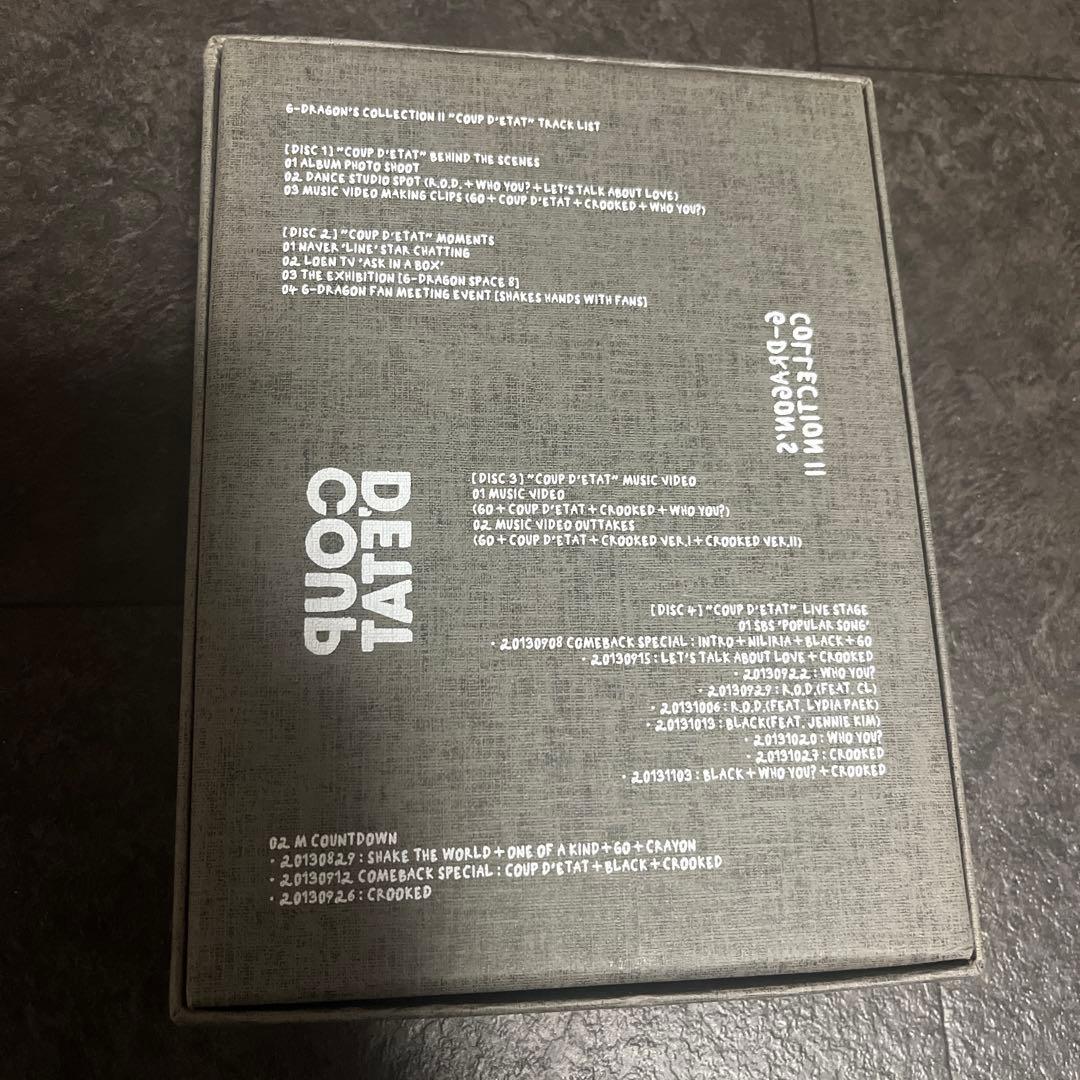 G-DRAGON'S COLLECTION II "COUP D'ETAT" TRACK LIST
[DISC 1] "COUP D'ETAT" BEHIND THE SCENES
01 ALBUM PHOTO SHOOT
02 DANCE STUDIO SPOT (R.O.D. + WHO YOU? + LET'S TALK ABOUT LOVE)
03 MUSIC VIDEO MAKING CLIPS (GO + COUP D'ETAT + CROOKED + WHO YOU?)
[DISC 2] "COUP D'ETAT" MOMENTS
01 NAVER 'LINE' STAR CHATTING
02 LOEN TV 'ASK IN A BOX'
03 THE EXHIBITION [G-DRAGON SPACE 8]
04 G-DRAGON FAN MEETING EVENT [SHAKES HANDS WITH FANS]
G-DRAGON'S
COLLECTION II
COUP
D'ETAT
[DISC 3] "COUP D'ETAT" MUSIC VIDEO
01 MUSIC VIDEO
(GO + COUP D'ETAT + CROOKED + WHO YOU?)
02 MUSIC VIDEO OUTTAKES
(GO + COUP D'ETAT + CROOKED VER.I + CROOKED VER.II)
[DISC 4] "COUP D'ETAT" LIVE STAGE
01 SBS 'POPULAR SONG'
· 20130908 COMEBACK SPECIAL : INTRO + NILIRIA + BLACK + GO
· 20130915 : LET'S TALK ABOUT LOVE + CROOKED
· 20130922 : WHO YOU?
· 20130929 : R.O.D.(FEAT. CL)
· 20131006 : R.O.D.(FEAT. LYDIA PAEK)
· 20131013 : BLACK(FEAT. JENNIE KIM)
· 20131020 : WHO YOU?
· 20131027 : CROOKED
· 20131103 : BLACK + WHO YOU? + CROOKED
02 M COUNTDOWN
· 20130829 : SHAKE THE WORLD + ONE OF A KIND + GO + CRAYON
· 20130912 COMEBACK SPECIAL : COUP D'ETAT + BLACK + CROOKED
· 20130926 : CROOKED